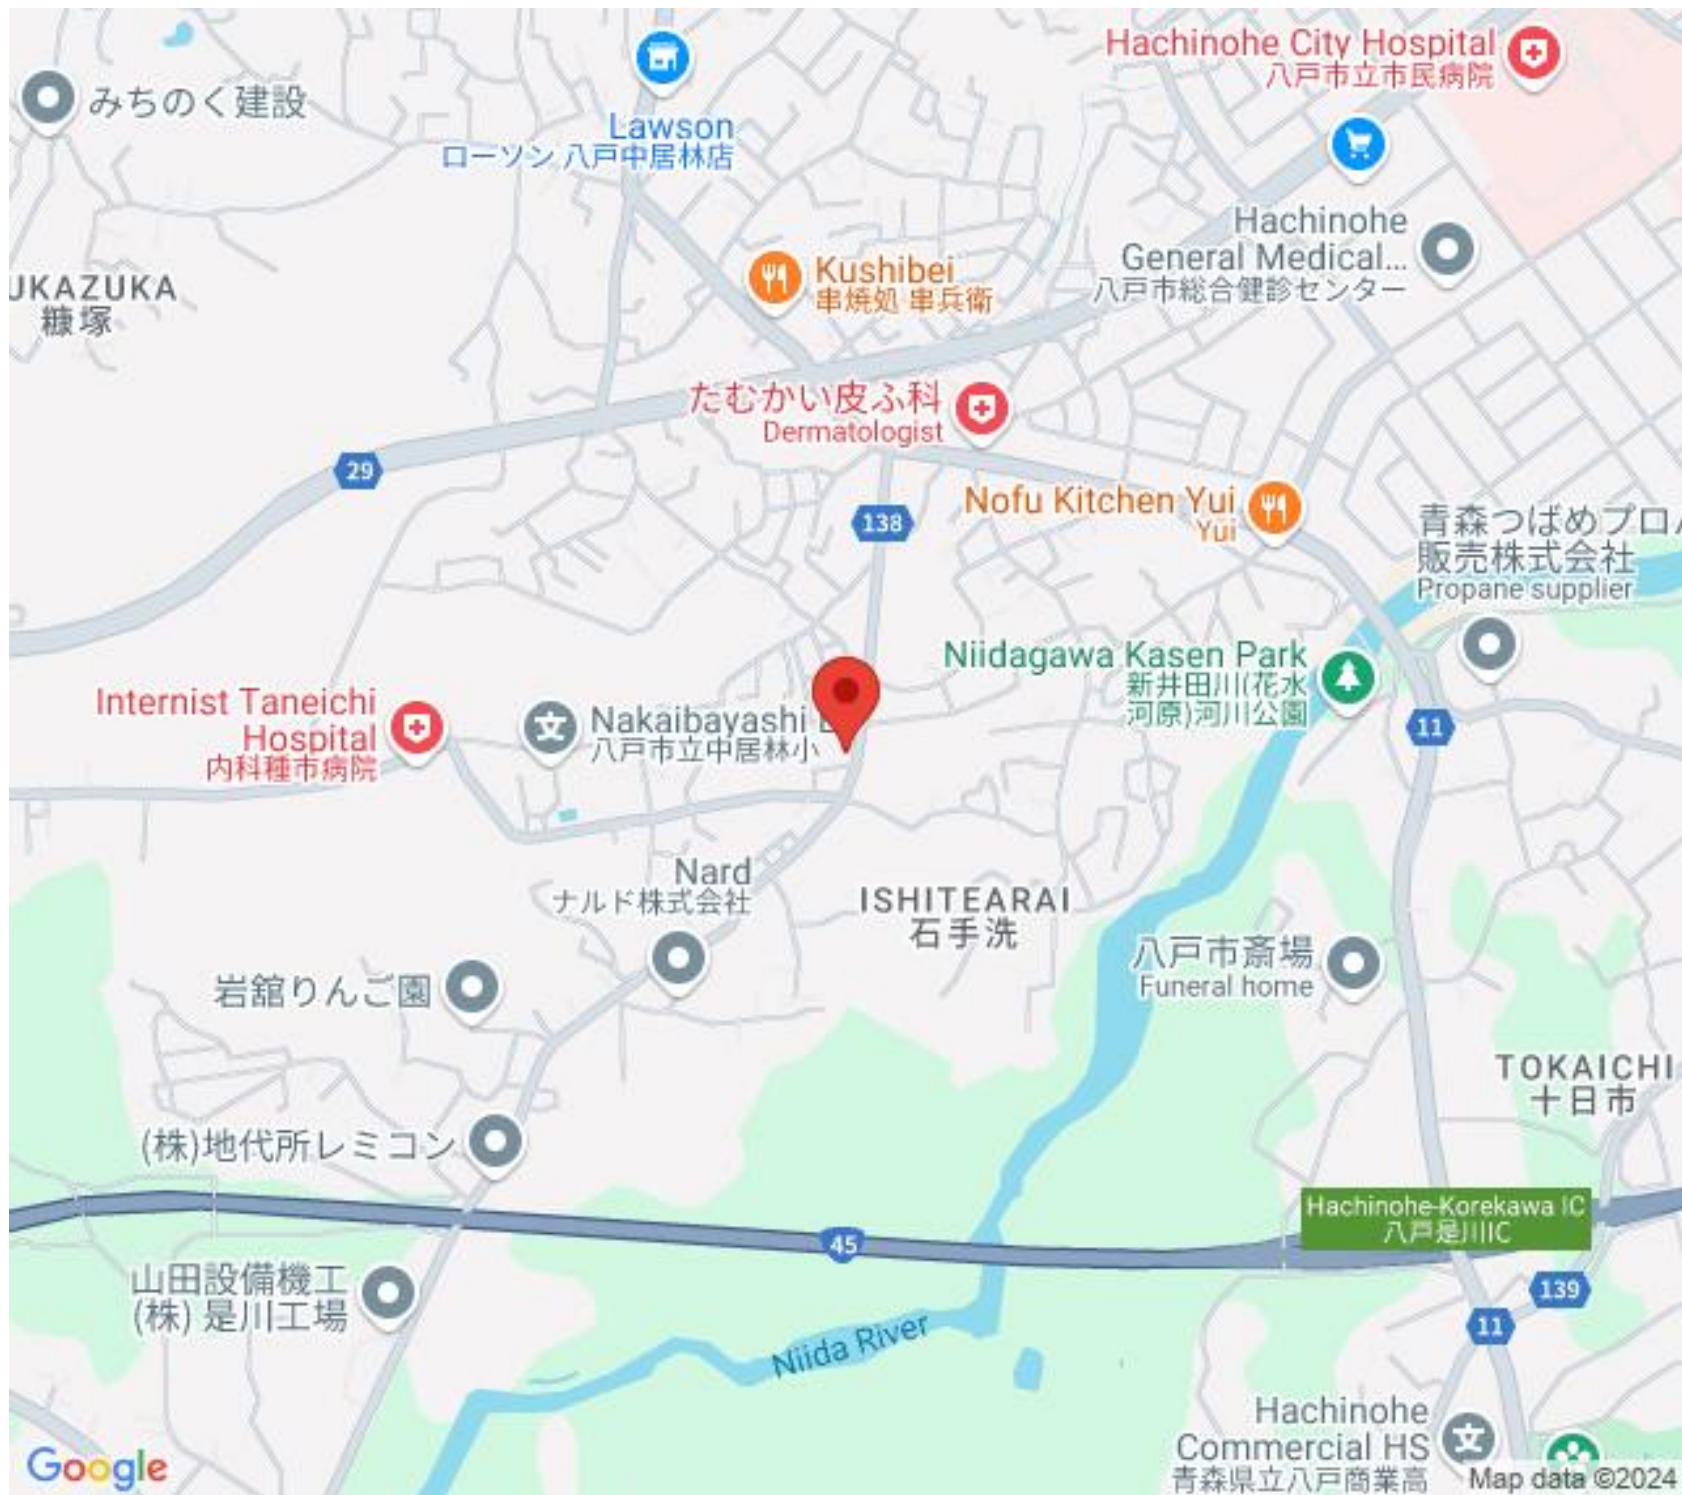 Hachinohe City Hospital
八戸市立市民病院
みちのく建設
Lawson
ローソン 八戸中居林店
Hachinohe
General Medical...
八戸市総合健診センター
Kushibei
串焼処 串兵衛
UKAZUKA
糠塚
たむかい皮ふ科
Dermatologist
29
Nofu Kitchen Yui
Yui
138
青森つばめプロパ
販売株式会社
Propane supplier
Niidagawa Kasen Park
新井田川(花水
河原)河川公園
Internist Taneichi
Hospital
内科種市病院
Nakaibayashi E
八戸市立中居林小
11
Nard
ナルド株式会社
ISHITEARAI
石手洗
八戸市斎場
Funeral home
岩舘りんご園
TOKAICHI
十日市
(株)地代所レミコン
Hachinohe-Korekawa IC
八戸是川IC
45
山田設備機工
(株) 是川工場
139
11
Niida River
Hachinohe
Commercial HS
青森県立八戸商業高
Google
Map data ©2024